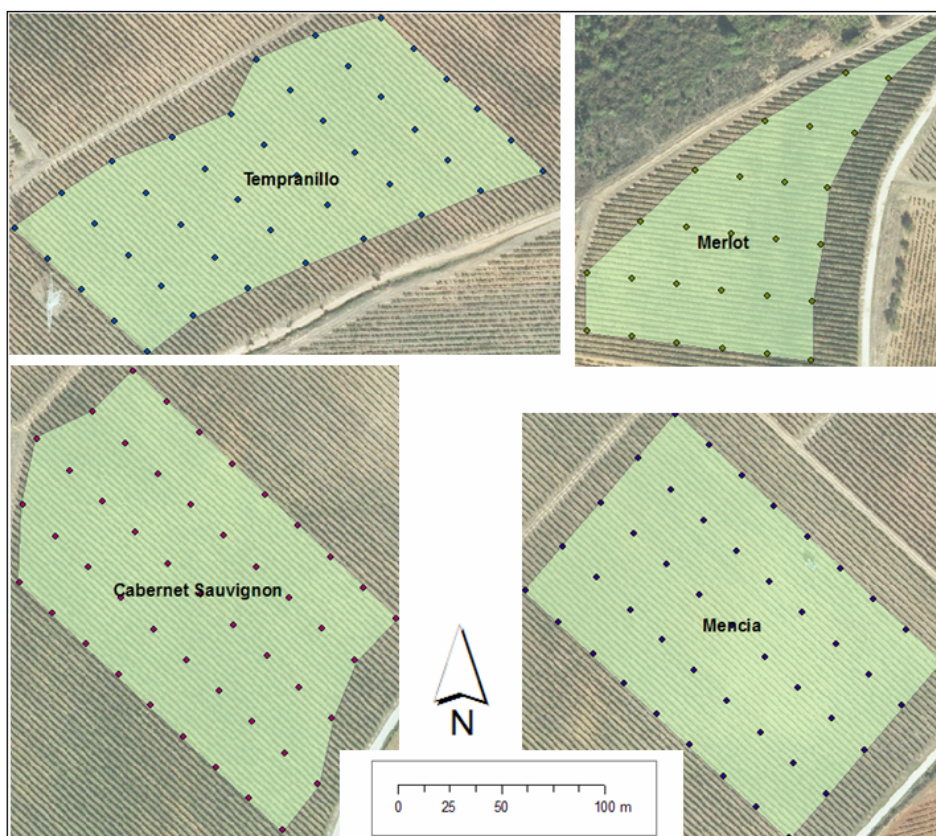 Tempranillo
Merlot
Cabernet Sauvignon
Mencia
N
0 25 50 100 m